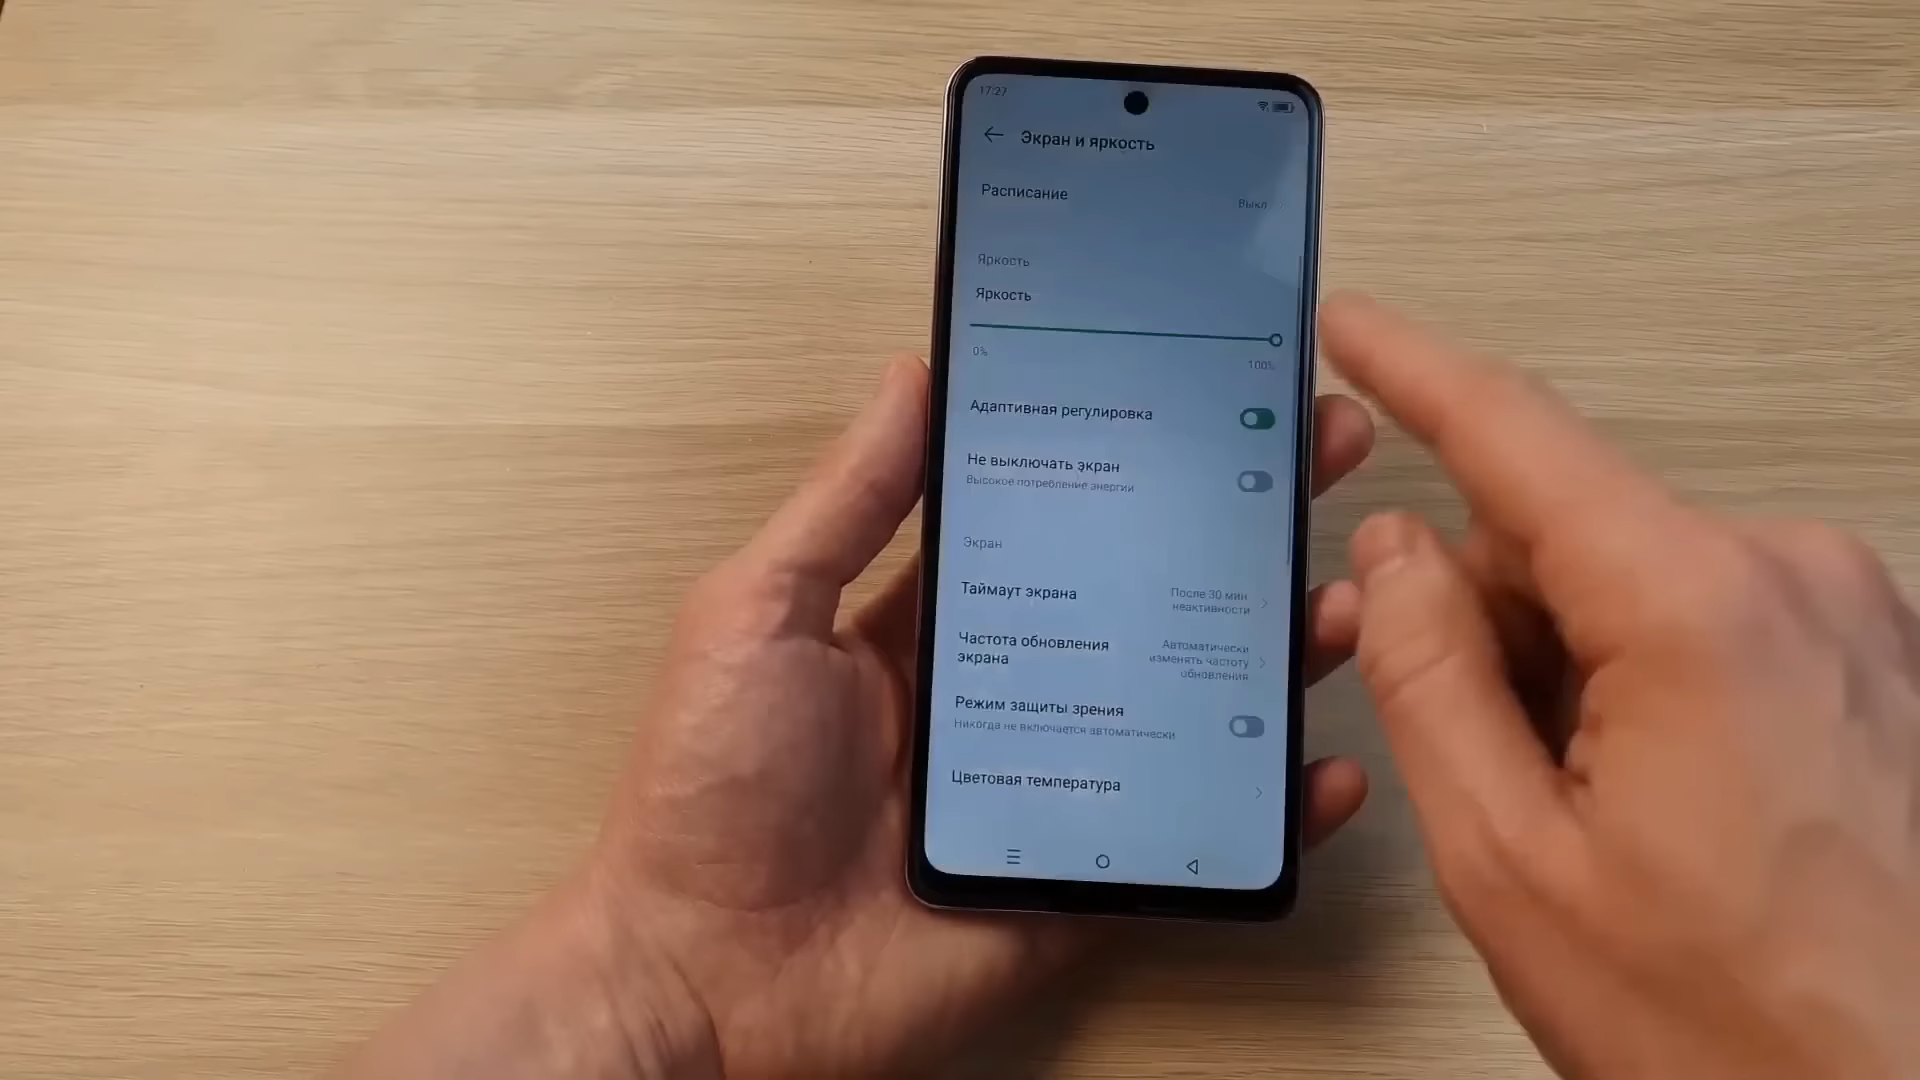 17:27
Экран и яркость
Расписание
Выкл
Яркость
Яркость
0%
100%
Адаптивная регулировка
Не выключать экран
Высокое потребление энергии
Экран
Таймаут экрана
После 30 мин
неактивности
Частота обновления
экрана
Автоматически
изменять частоту
обновления
Режим защиты зрения
Никогда не включается автоматически
Цветовая температура